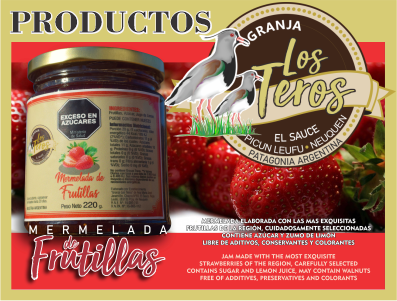 PRODUCTOS
GRANJA
Los
Teros
EL SAUCE
PICUN LEUFU • NEUQUEN
PATAGONIA ARGENTINA
EXCESO EN
AZÚCARES
Los
Teros
Mermelada de
Frutillas
Peso Neto 220g
MERMELADA
de
Frutillas
MERMELADA ELABORADA CON LAS MAS EXQUISITAS
FRUTILLAS DE LA REGION, CUIDADOSAMENTE SELECCIONADAS
CONTIENE AZUCAR Y ZUMO DE LIMON
LIBRE DE ADITIVOS, CONSERVANTES Y COLORANTES
JAM MADE WITH THE MOST EXQUISITE
STRAWBERRIES OF THE REGION, CAREFULLY SELECTED
CONTAINS SUGAR AND LEMON JUICE, MAY CONTAIN WALNUTS
FREE OF ADDITIVES, PRESERVATIVES AND COLORANTS